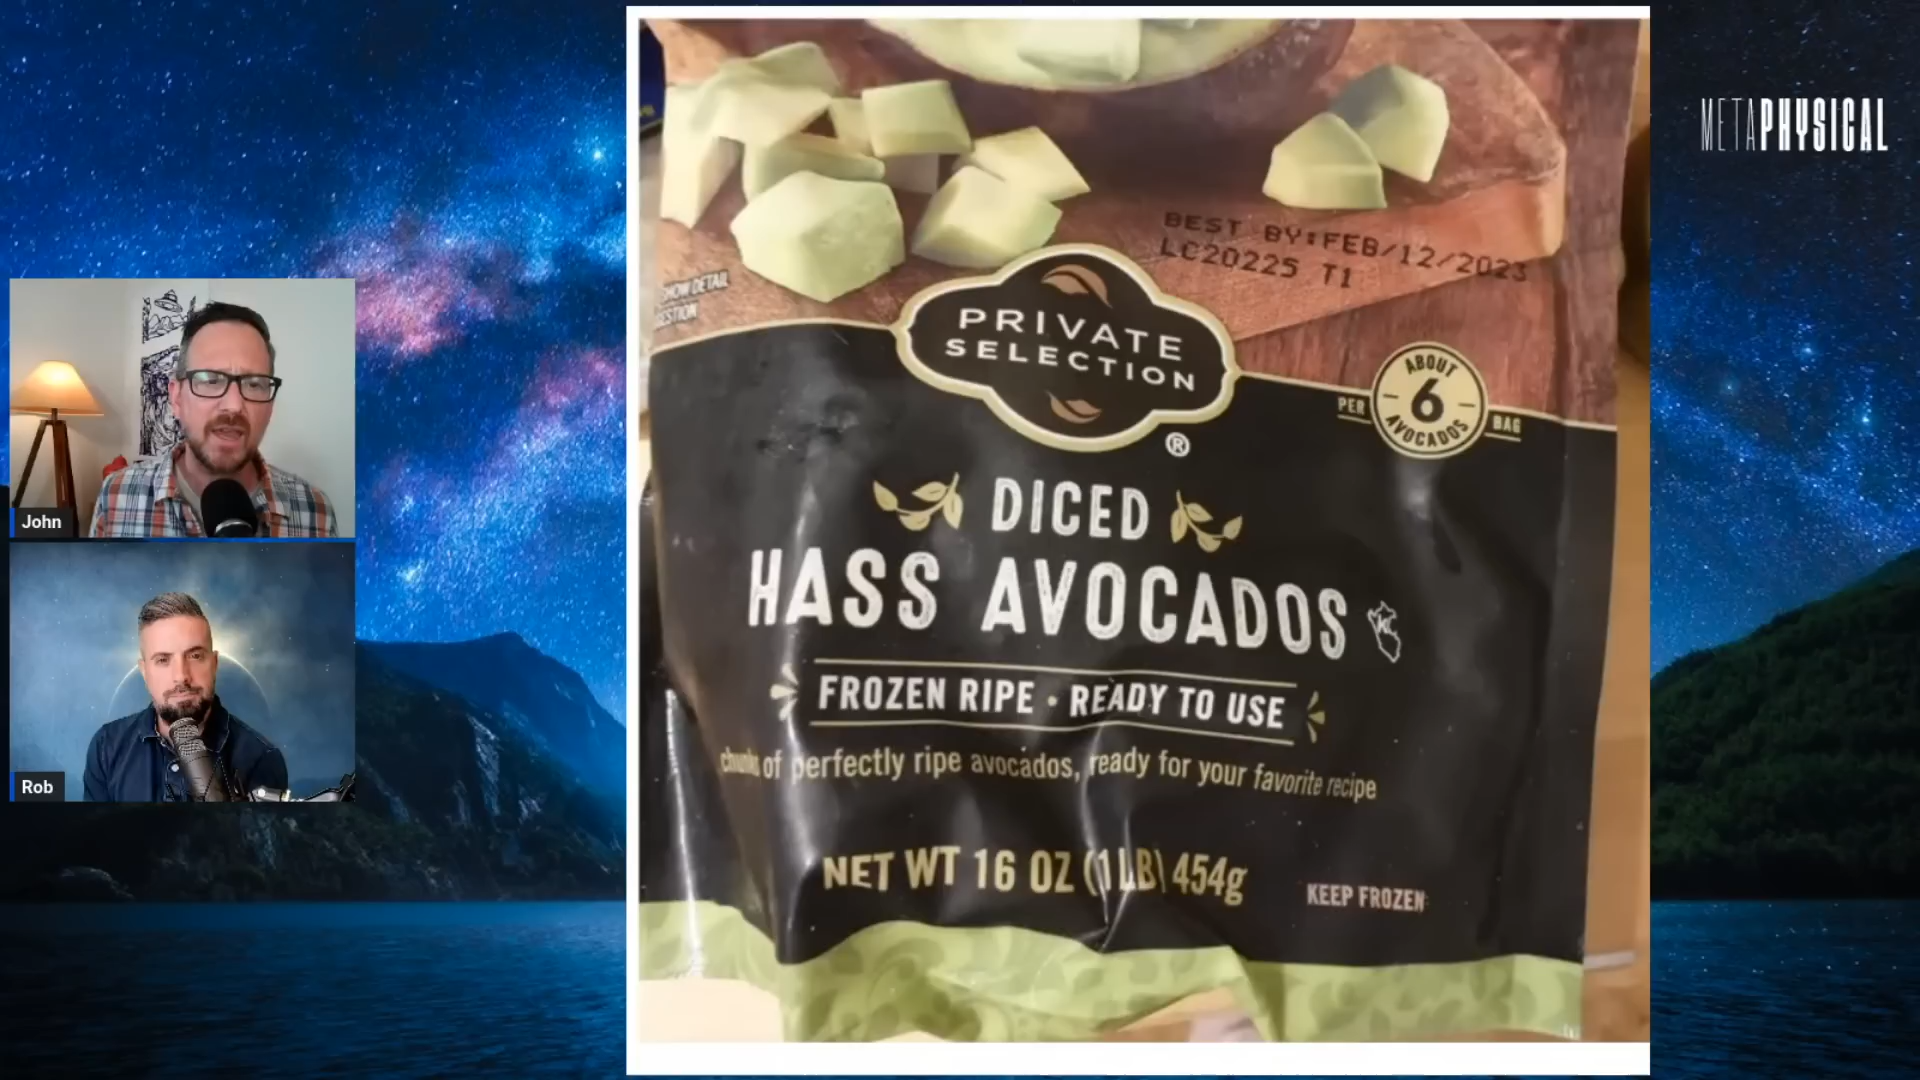 METAPHYSICAL
BEST BY:FEB/12/2023
LC20225 T1
PRIVATE
SELECTION
®
ABOUT
PER 6 BAG
AVOCADOS
DICED
HASS AVOCADOS
FROZEN RIPE • READY TO USE
chunks of perfectly ripe avocados, ready for your favorite recipe
NET WT 16 OZ (1 LB) 454g
KEEP FROZEN
John
Rob